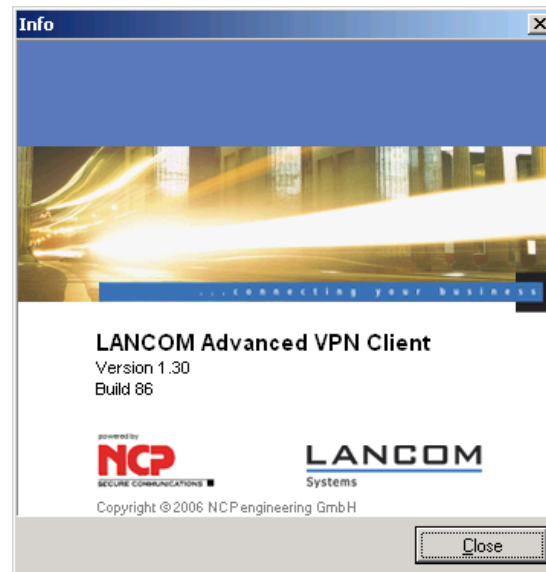 Info
...connecting your business
LANCOM Advanced VPN Client
Version 1.30
Build 86
powered by
NCP
SECURE COMMUNICATIONS
LANCOM
Systems
Copyright © 2006 NCP engineering GmbH
Close